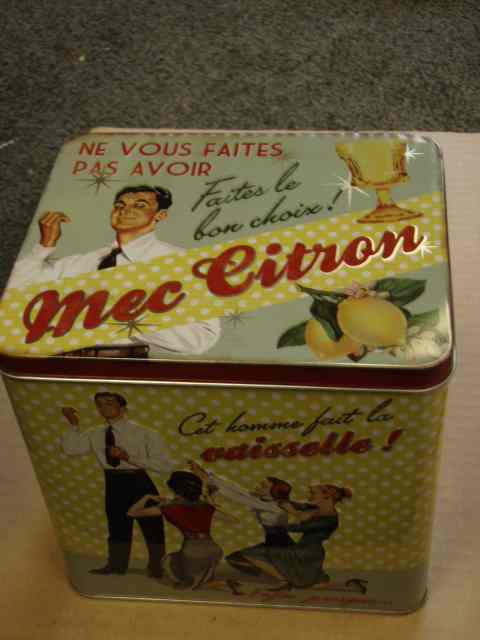 NE VOUS FAITES
PAS AVOIR
Faites le
bon choix!
Mec Citron
Cet homme fait la
vaisselle !